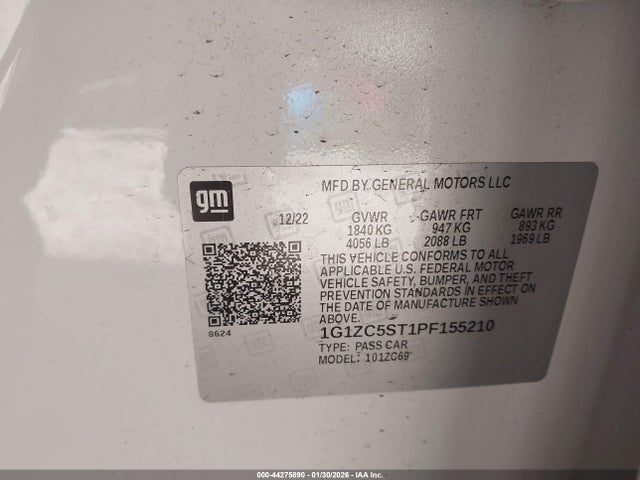 MFD BY GENERAL MOTORS LLC
gm
12/22 GVWR GAWR FRT GAWR RR
1840 KG 947 KG 893 KG
4056 LB 2088 LB 1969 LB
THIS VEHICLE CONFORMS TO ALL
APPLICABLE U.S. FEDERAL MOTOR
VEHICLE SAFETY, BUMPER, AND THEFT
PREVENTION STANDARDS IN EFFECT ON
THE DATE OF MANUFACTURE SHOWN
ABOVE.
8624
1G1ZC5ST1PF155210
TYPE: PASS CAR
MODEL: 101ZG69
000-44275890 - 01/30/2026 - IAA Inc.